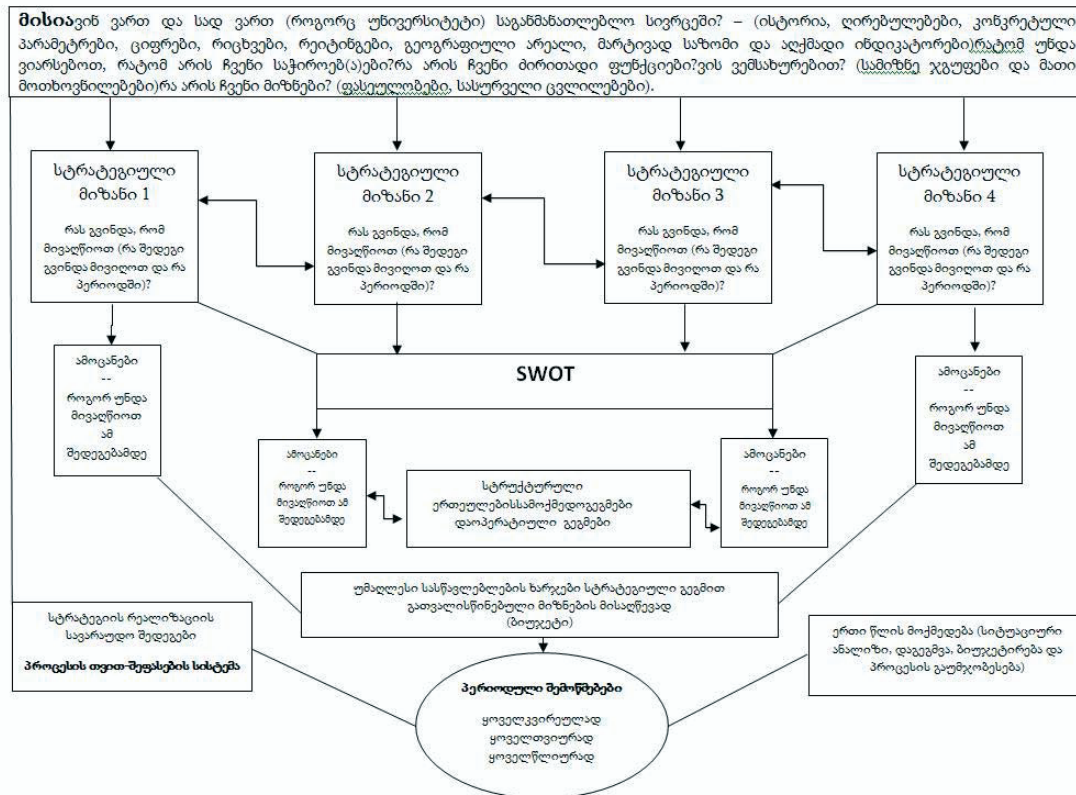 მისიავინ ვართ და სად ვართ (როგორც უნივერსიტეტი) საგანმანათლებლო სივრცეში? – (ისტორია, ღირებულებები, კონკრეტული
პარამეტრები, ციფრები, რიცხვები, რეიტინგები, გეოგრაფიული არეალი, მარტივად საზომი და აღქმადი ინდიკატორები)რატომ უნდა
ვიარსებოთ, რატომ არის ჩვენი საჭიროებ(ა)ები?რა არის ჩვენი ძირითადი ფუნქციები?ვის ვემსახურებით? (სამიზნე ჯგუფები და მათი
მოთხოვნილებები)რა არის ჩვენი მიზნები? (ფასეულობები, სასურველი ცვლილებები).
სტრატეგიული
მიზანი 1
რას გვინდა, რომ
მივაღწიოთ (რა შედეგი
გვინდა მივიღოთ და რა
პერიოდში)?
სტრატეგიული
მიზანი 2
რას გვინდა, რომ
მივაღწიოთ (რა შედეგი
გვინდა მივიღოთ და რა
პერიოდში)?
სტრატეგიული
მიზანი 3
რას გვინდა, რომ
მივაღწიოთ (რა შედეგი
გვინდა მივიღოთ და რა
პერიოდში)?
სტრატეგიული
მიზანი 4
რას გვინდა, რომ
მივაღწიოთ (რა შედეგი
გვინდა მივიღოთ და რა
პერიოდში)?
ამოცანები
--
როგორ უნდა
მივაღწიოთ
ამ
შედეგებამდე
SWOT
ამოცანები
--
როგორ უნდა
მივაღწიოთ
ამ
შედეგებამდე
ამოცანები
--
როგორ უნდა
მივაღწიოთ ამ
შედეგებამდე
სტრუქტურული
ერთეულებისსამოქმედოგეგმები
დაოპერატიული გეგმები
ამოცანები
--
როგორ უნდა
მივაღწიოთ ამ
შედეგებამდე
უმაღლესი სასწავლებლების ხარჯები სტრატეგიული გეგმით
გათვალისწინებული მიზნების მისაღწევად
(ბიუჯეტი)
სტრატეგიის რეალიზაციის
სავარაუდო შედეგები
პროცესის თვით-შეფასების სისტემა
ერთი წლის მოქმედება (სიტუაციური
ანალიზი, დაგეგმვა, ბიუჯეტირება და
პროცესის გაუმჯობესება)
პერიოდული შემოწმებები
ყოველკვირეულად
ყოველთვიურად
ყოველწლიურად